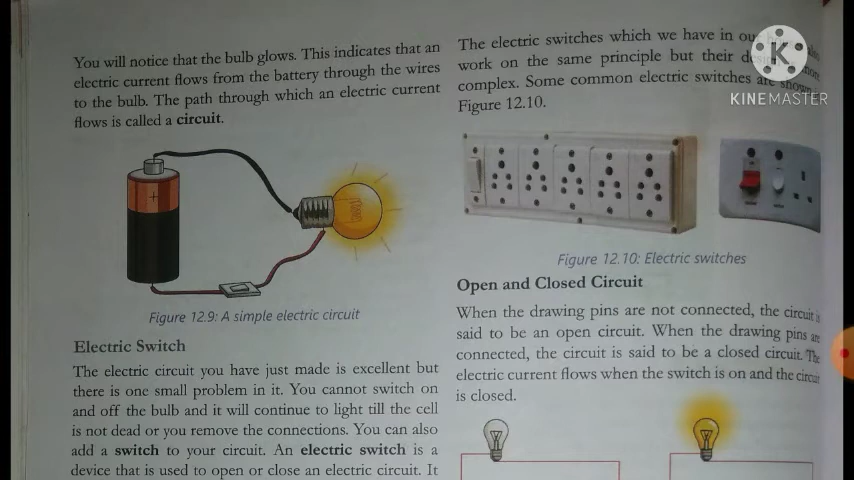 You will notice that the bulb glows. This indicates that an
electric current flows from the battery through the wires
to the bulb. The path through which an electric current
flows is called a circuit.
+
Figure 12.9: A simple electric circuit
Electric Switch
The electric circuit you have just made is excellent but
there is one small problem in it. You cannot switch on
and off the bulb and it will continue to light till the cell
is not dead or you remove the connections. You can also
add a switch to your circuit. An electric switch is a
device that is used to open or close an electric circuit. It
The electric switches which we have in our
work on the same principle but their
complex. Some common electric switches are shown
Figure 12.10.
Figure 12.10: Electric switches
Open and Closed Circuit
When the drawing pins are not connected, the circuit is
said to be an open circuit. When the drawing pins are
connected, the circuit is said to be a closed circuit. The
electric current flows when the switch is on and the circuit
is closed.
K
KINEMASTER